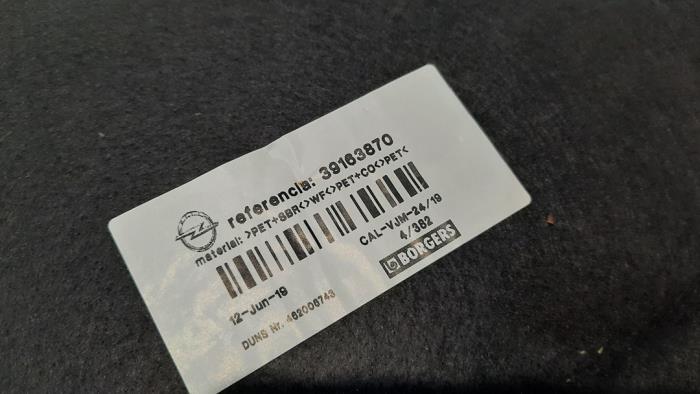 referencia: 39163870
material: >PET+SBR<>WF<>PET+CO<>PET<
CAL-VJM-24/19
4/382
12-Jun-19
BORGERS
DUNS Nr. 462006743